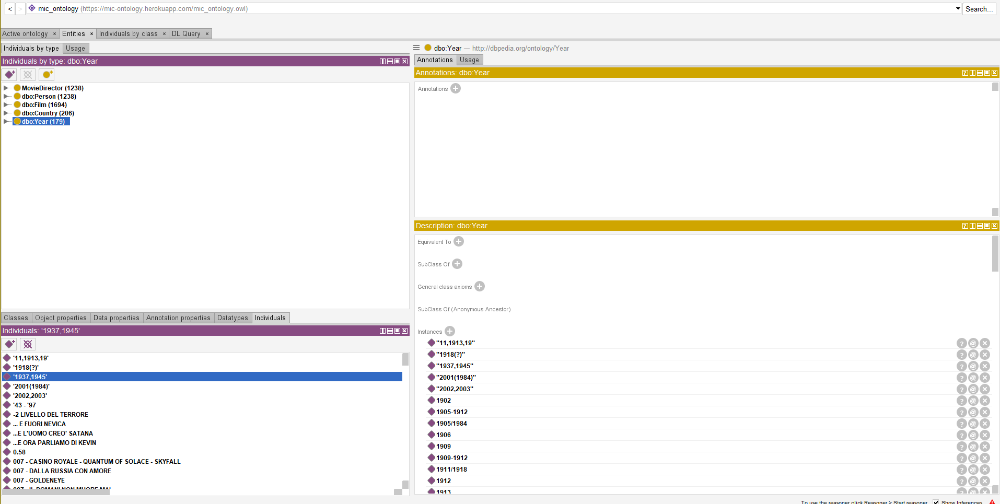 < > mic_ontology (https://mic-ontology.herokuapp.com/mic_ontology.owl) Search...
Active ontology × Entities × Individuals by class × DL Query ×
Individuals by type Usage
Individuals by type: dbo:Year
MovieDirector (1238)
dbo:Person (1238)
dbo:Film (1694)
dbo:Country (206)
dbo:Year (179)
Classes Object properties Data properties Annotation properties Datatypes Individuals
Individuals: '1937,1945'
'11,1913,19'
'1918(?)'
'1937,1945'
'2001(1984)'
'2002,2003'
'43 - '97
-2 LIVELLO DEL TERRORE
... E FUORI NEVICA
...E L'UOMO CREO' SATANA
...E ORA PARLIAMO DI KEVIN
0.58
007 - CASINO ROYALE - QUANTUM OF SOLACE - SKYFALL
007 - DALLA RUSSIA CON AMORE
007 - GOLDENEYE
007 - IL DOMANI NON MUORE MAI
dbo:Year — http://dbpedia.org/ontology/Year
Annotations Usage
Annotations: dbo:Year
Annotations
Description: dbo:Year
Equivalent To
SubClass Of
General class axioms
SubClass Of (Anonymous Ancestor)
Instances
"11,1913,19"
"1918(?)"
"1937,1945"
"2001(1984)"
"2002,2003"
1902
1905-1912
1905/1984
1906
1909
1909-1912
1911/1918
1912
1913
To use the reasoner click Reasoner > Start reasoner Show Inferences